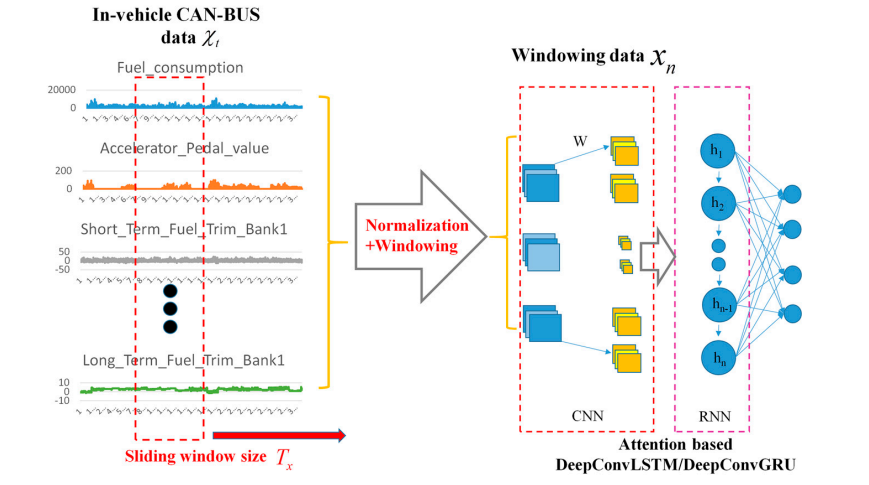 In-vehicle CAN-BUS
data χt
Fuel_consumption
20000
0
Accelerator_Pedal_value
200
0
Short_Term_Fuel_Trim_Bank1
50
0
-50
Long_Term_Fuel_Trim_Bank1
10
0
-10
Sliding window size Tx
Normalization
+Windowing
Windowing data xn
W
CNN
h1
h2
hn-1
hn
RNN
Attention based
DeepConvLSTM/DeepConvGRU